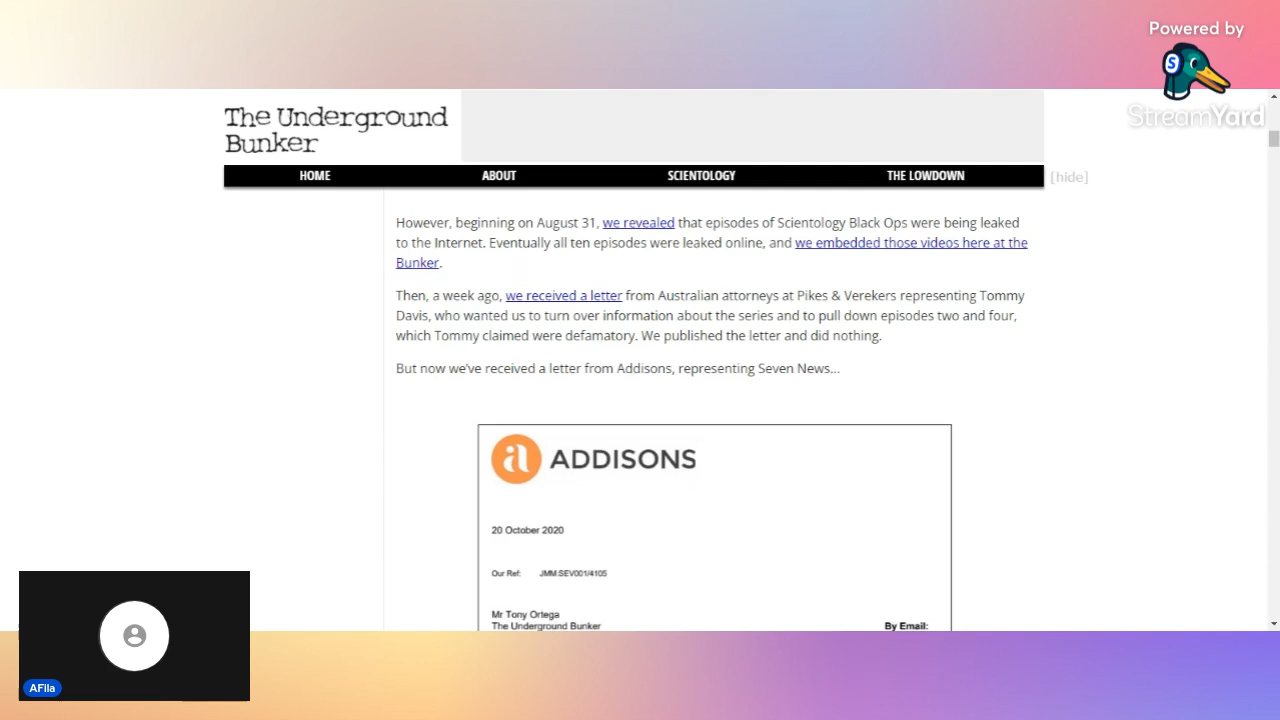 Powered by
S
StreamYard
The Underground
Bunker
HOME ABOUT SCIENTOLOGY THE LOWDOWN [hide]
However, beginning on August 31, we revealed that episodes of Scientology Black Ops were being leaked
to the Internet. Eventually all ten episodes were leaked online, and we embedded those videos here at the
Bunker.
Then, a week ago, we received a letter from Australian attorneys at Pikes & Verekers representing Tommy
Davis, who wanted us to turn over information about the series and to pull down episodes two and four,
which Tommy claimed were defamatory. We published the letter and did nothing.
But now we've received a letter from Addisons, representing Seven News...
a ADDISONS
20 October 2020
Our Ref: JMM:SEV001/4105
Mr Tony Ortega
The Underground Bunker By Email:
AFila